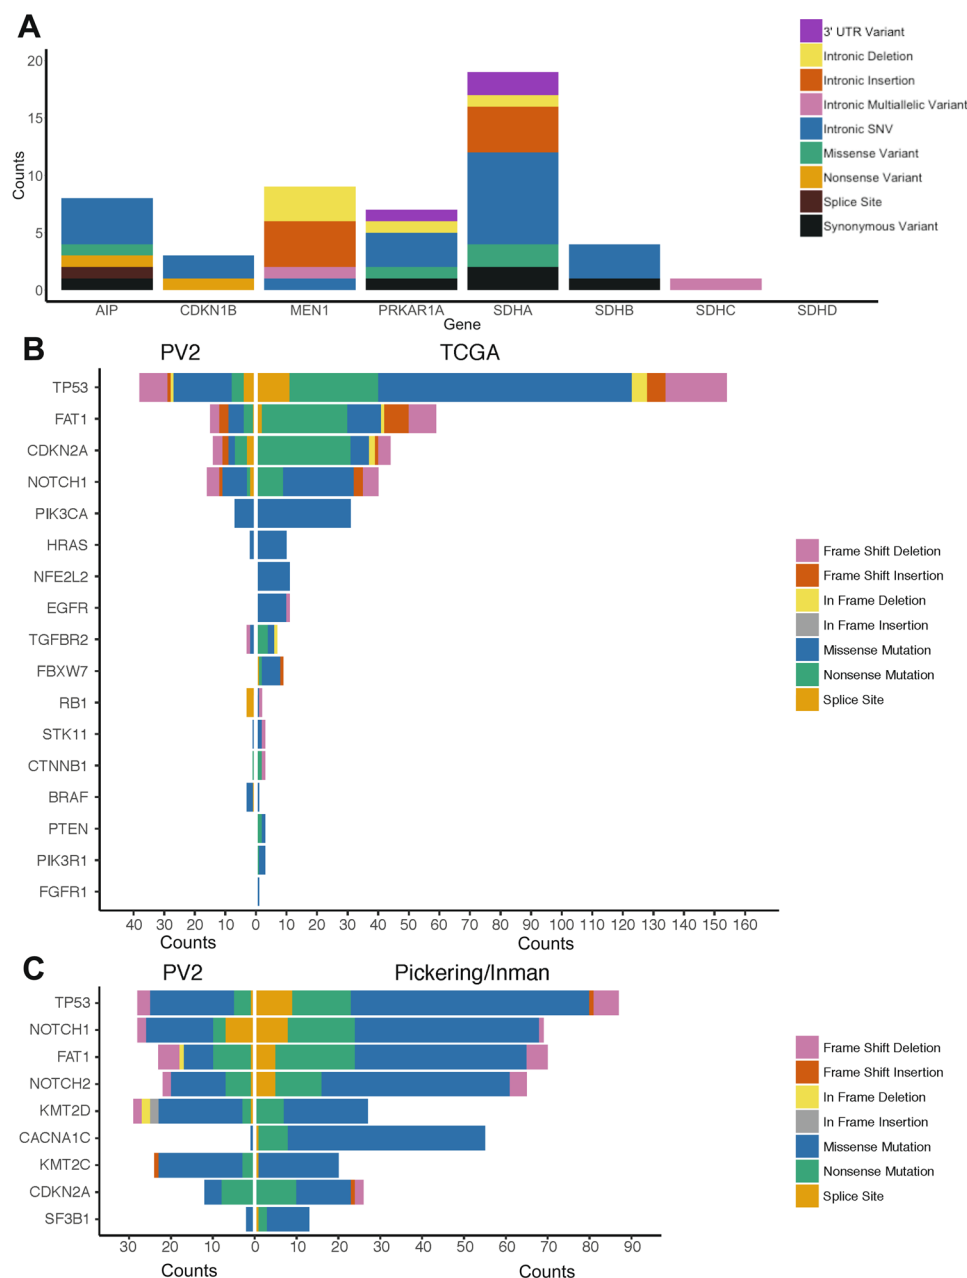 A
Counts
20
15
10
5
0
AIP CDKN1B MEN1 PRKAR1A SDHA SDHB SDHC SDHD
Gene
3' UTR Variant
Intronic Deletion
Intronic Insertion
Intronic Multiallelic Variant
Intronic SNV
Missense Variant
Nonsense Variant
Splice Site
Synonymous Variant
B
PV2 TCGA
TP53
FAT1
CDKN2A
NOTCH1
PIK3CA
HRAS
NFE2L2
EGFR
TGFBR2
FBXW7
RB1
STK11
CTNNB1
BRAF
PTEN
PIK3R1
FGFR1
40 30 20 10 0 10 20 30 40 50 60 70 80 90 100 110 120 130 140 150 160
Counts Counts
Frame Shift Deletion
Frame Shift Insertion
In Frame Deletion
In Frame Insertion
Missense Mutation
Nonsense Mutation
Splice Site
C
PV2 Pickering/Inman
TP53
NOTCH1
FAT1
NOTCH2
KMT2D
CACNA1C
KMT2C
CDKN2A
SF3B1
30 20 10 0 10 20 30 40 50 60 70 80 90
Counts Counts
Frame Shift Deletion
Frame Shift Insertion
In Frame Deletion
In Frame Insertion
Missense Mutation
Nonsense Mutation
Splice Site